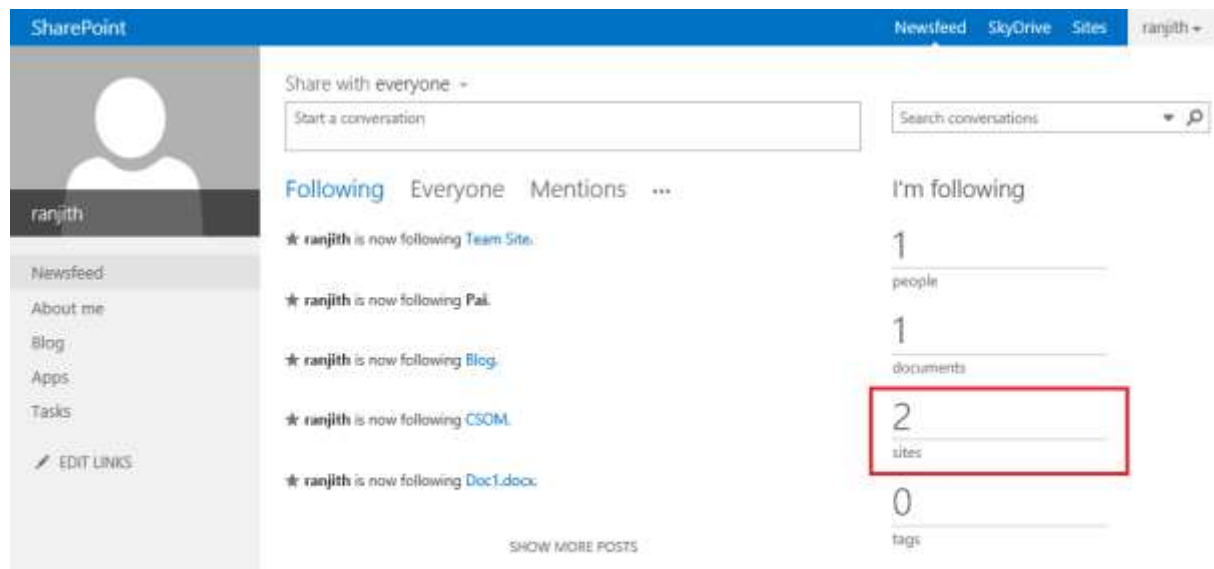 SharePoint
Newsfeed SkyDrive Sites ranjith
ranjith
Newsfeed
About me
Blog
Apps
Tasks
EDIT LINKS
Share with everyone
Start a conversation
Following Everyone Mentions ...
ranjith is now following Team Site.
ranjith is now following Pai.
ranjith is now following Blog.
ranjith is now following CSOM.
ranjith is now following Doc1.docx.
SHOW MORE POSTS
Search conversations
I'm following
1
people
1
documents
2
sites
0
tags